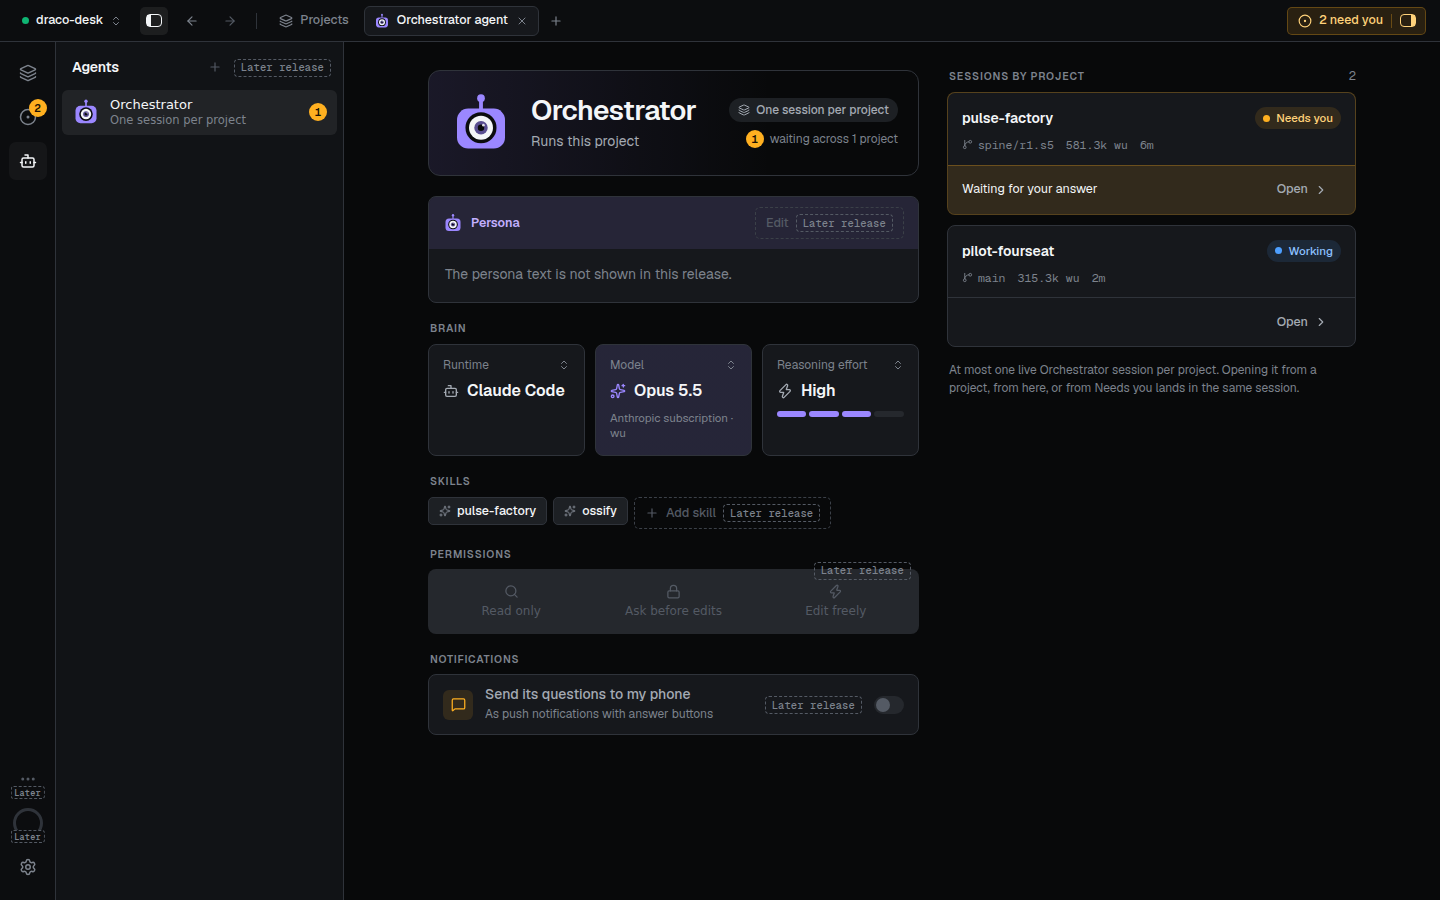 draco-desk
Projects
Orchestrator agent
2 need you
2
Agents
Later release
Orchestrator
One session per project
1
Orchestrator
Runs this project
One session per project
1 waiting across 1 project
Persona
Edit Later release
The persona text is not shown in this release.
BRAIN
Runtime
Claude Code
Model
Opus 5.5
Anthropic subscription ·
wu
Reasoning effort
High
SKILLS
pulse-factory
ossify
Add skill Later release
PERMISSIONS
Later release
Read only
Ask before edits
Edit freely
NOTIFICATIONS
Send its questions to my phone
As push notifications with answer buttons
Later release
SESSIONS BY PROJECT 2
pulse-factory
Needs you
spine/r1.s5 581.3k wu 6m
Waiting for your answer
Open
pilot-fourseat
Working
main 315.3k wu 2m
Open
At most one live Orchestrator session per project. Opening it from a
project, from here, or from Needs you lands in the same session.
Later
Later